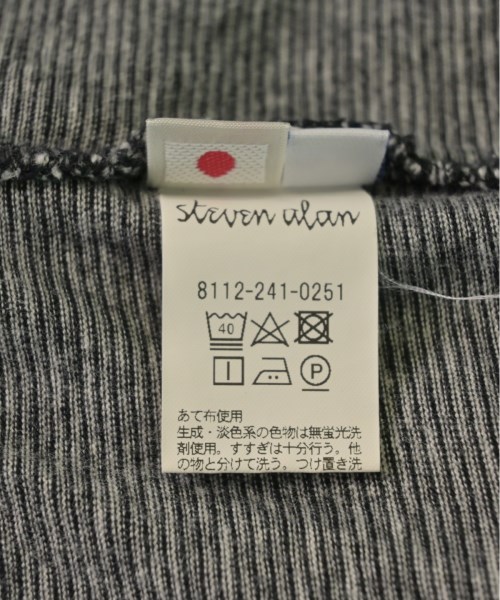 steven alan
8112-241-0251
40
P
あて布使用
生成・淡色系の色物は無蛍光洗
剤使用。すすぎは十分行う。他
の物と分けて洗う。つけ置き洗